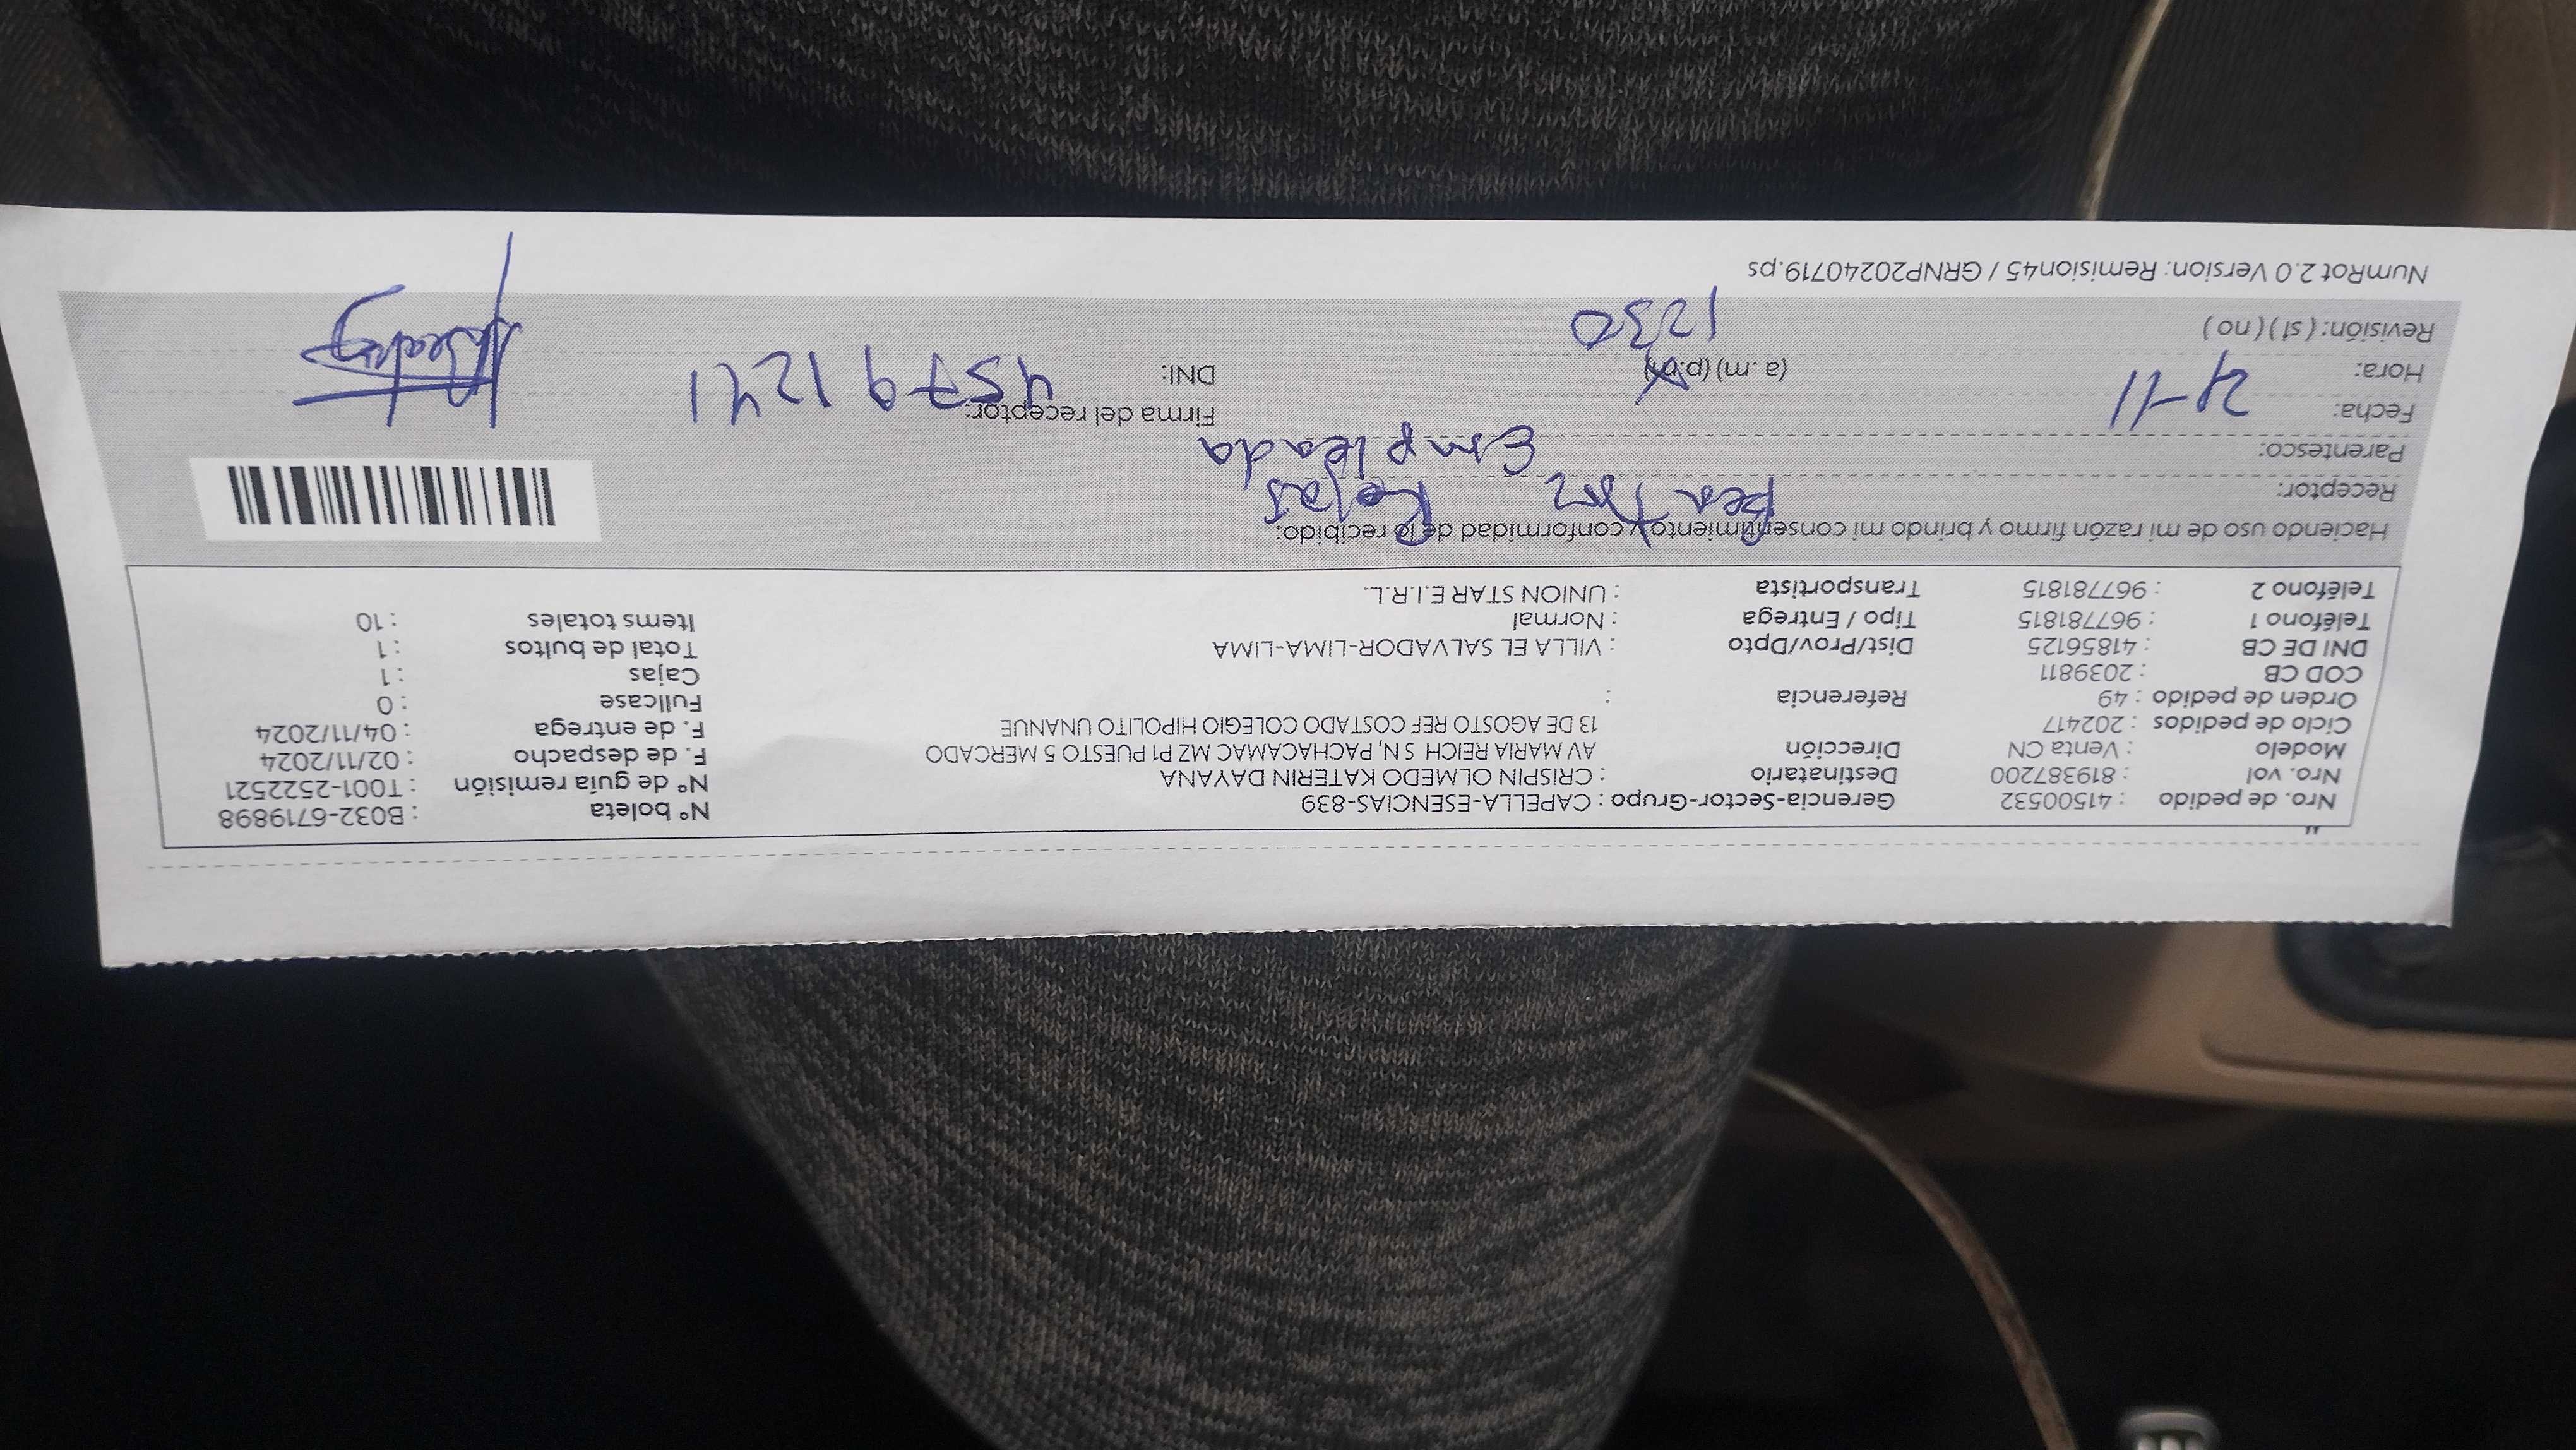 Nro. de pedido : 41500532 Gerencia-Sector-Grupo : CAPELLA-ESENCIAS-839 N° boleta : B032-6719898
Nro. vol : 819387200 Destinatario : CRISPIN OLMEDO KATERIN DAYANA N° de guía remisión : T001-2522521
Modelo : Venta CN Dirección AV MARIA REICH S N, PACHACAMAC MZ P1 PUESTO 5 MERCADO F. de despacho : 02/11/2024
Ciclo de pedidos : 202417 13 DE AGOSTO REF COSTADO COLEGIO HIPOLITO UNANUE F. de entrega : 04/11/2024
Orden de pedido : 49 Referencia : Fullcase : 0
COD CB : 2039811 Cajas : 1
DNI DE CB : 41856125 Dist/Prov/Dpto : VILLA EL SALVADOR-LIMA-LIMA Total de bultos : 1
Teléfono 1 : 967781815 Tipo / Entrega : Normal Items totales : 10
Teléfono 2 : 967781815 Transportista : UNION STAR E.I.R.L.
Haciendo uso de mi razón firmo y brindo mi consentimiento y conformidad de lo recibido:
Receptor: Beatriz Rojas
Parentesco: Empleada
Fecha: 4-11 Firma del receptor:
Hora: (a.m) (p.m) DNI: 45791241
Revisión: (si) (no) 1230
NumRot 2.0 Version: Remision45 / GRNP20240719.ps